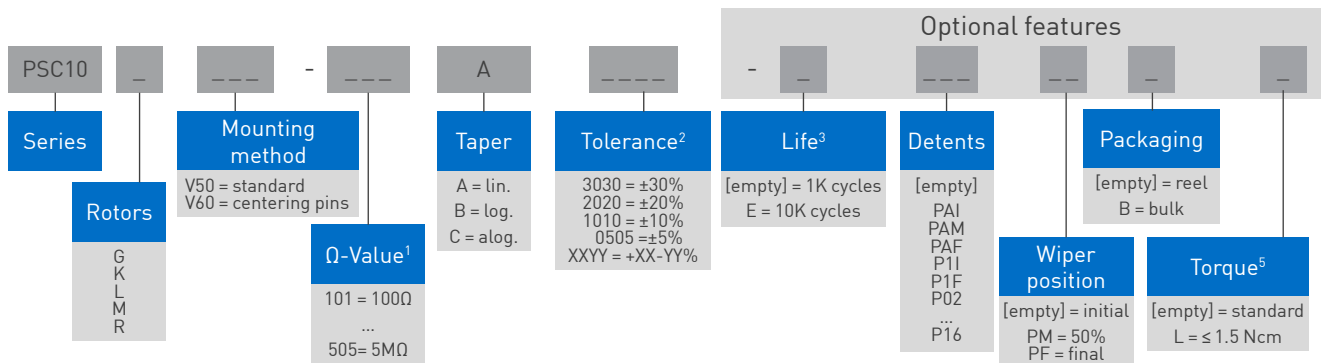 Optional features
PSC10 _ _ _ _ - _ _ _ A _ _ _ _ - _ _ _ _ _ _ _ _
Series
Rotors
G
K
L
M
R
Mounting
method
V50 = standard
V60 = centering pins
Ω-Value¹
101 = 100Ω
...
505= 5MΩ
Taper
A = lin.
B = log.
C = alog.
Tolerance²
3030 = ±30%
2020 = ±20%
1010 = ±10%
0505 =±5%
XXYY = +XX-YY%
Life³
[empty] = 1K cycles
E = 10K cycles
Detents
[empty]
PAI
PAM
PAF
P1I
P1F
P02
...
P16
Wiper
position
[empty] = initial
PM = 50%
PF = final
Packaging
[empty] = reel
B = bulk
Torque⁵
[empty] = standard
L = ≤ 1.5 Ncm